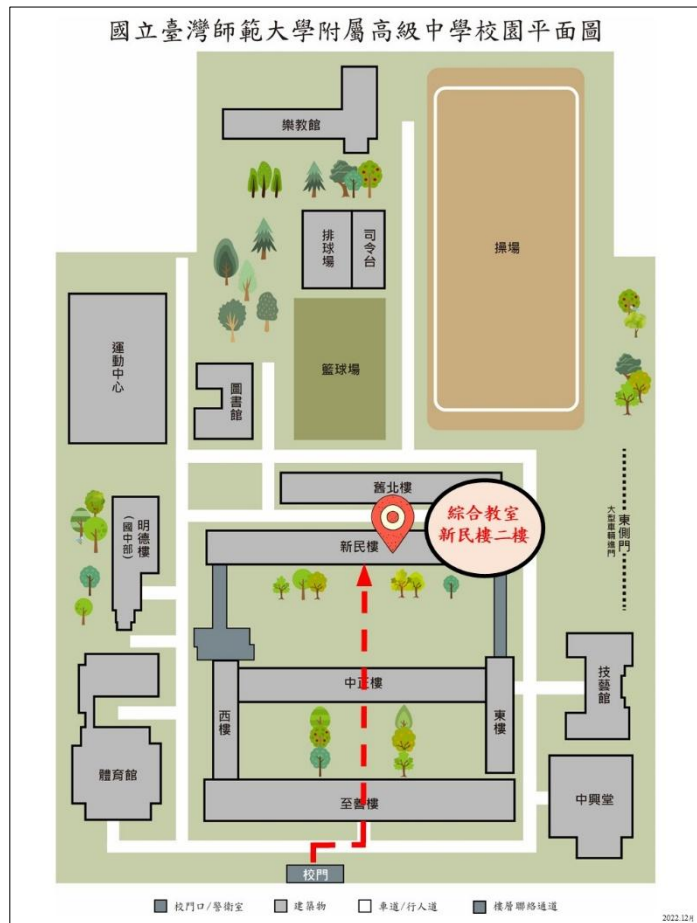 國立臺灣師範大學附屬高級中學校園平面圖
樂教館
排球場
司令台
操場
運動中心
籃球場
圖書館
舊北樓
綜合教室
新民樓二樓
新民樓
明德樓
(國中部)
東側門
大型車輛進門
技藝館
中正樓
西樓
東樓
體育館
至善樓
中興堂
校門
校門口/警衛室
建築物
車道/行人道
樓層聯絡通道
2022.12月